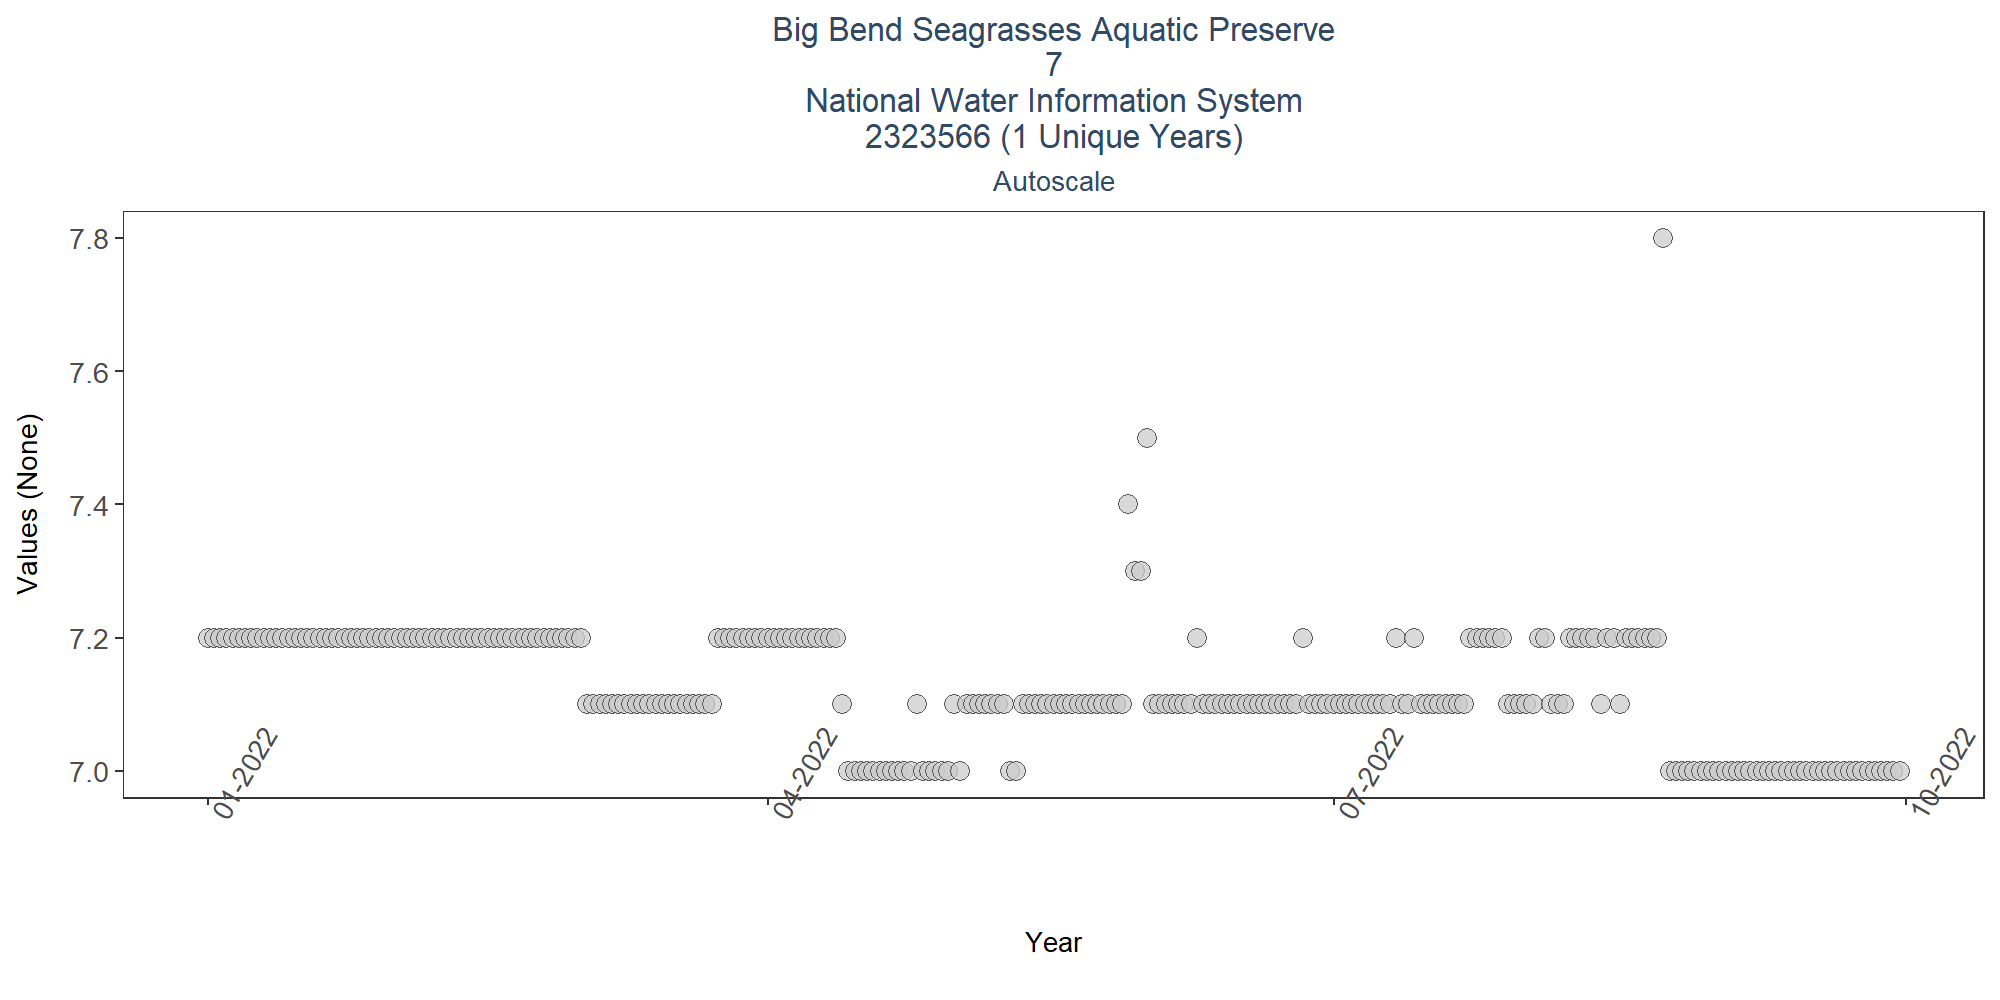 Big Bend Seagrasses Aquatic Preserve
7
National Water Information System
2323566 (1 Unique Years)
Autoscale
7.8
7.6
7.4
7.2
7.0
Values (None)
01-2022
04-2022
07-2022
10-2022
Year